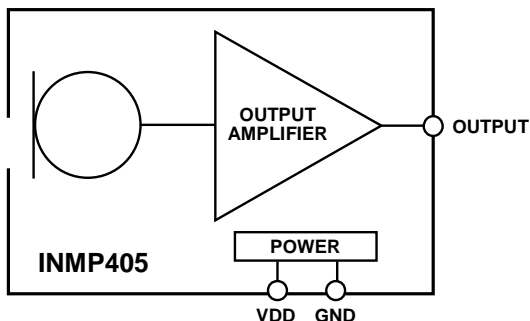 OUTPUT
AMPLIFIER
OUTPUT
POWER
INMP405
VDD GND